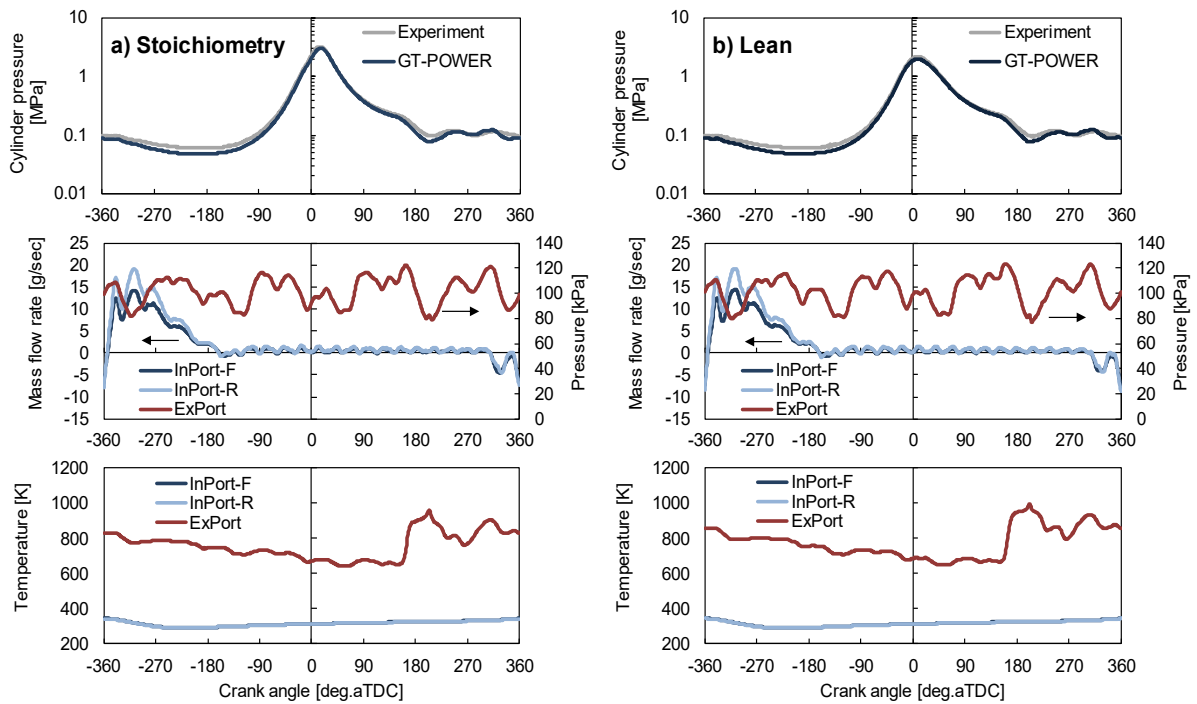 a) Stoichiometry
Experiment
GT-POWER
Cylinder pressure
[MPa]
10
1
0.1
0.01
-360 -270 -180 -90 0 90 180 270 360
Mass flow rate [g/sec]
25
20
15
10
5
0
-5
-10
-15
InPort-F
InPort-R
ExPort
140
120
100
80
60
40
20
0
Pressure [kPa]
-360 -270 -180 -90 0 90 180 270 360
Temperature [K]
1200
1000
800
600
400
200
InPort-F
InPort-R
ExPort
-360 -270 -180 -90 0 90 180 270 360
Crank angle [deg.aTDC]
b) Lean
Experiment
GT-POWER
Cylinder pressure
[MPa]
10
1
0.1
0.01
-360 -270 -180 -90 0 90 180 270 360
Mass flow rate [g/sec]
25
20
15
10
5
0
-5
-10
-15
InPort-F
InPort-R
ExPort
140
120
100
80
60
40
20
0
Pressure [kPa]
-360 -270 -180 -90 0 90 180 270 360
Temperature [K]
1200
1000
800
600
400
200
InPort-F
InPort-R
ExPort
-360 -270 -180 -90 0 90 180 270 360
Crank angle [deg.aTDC]